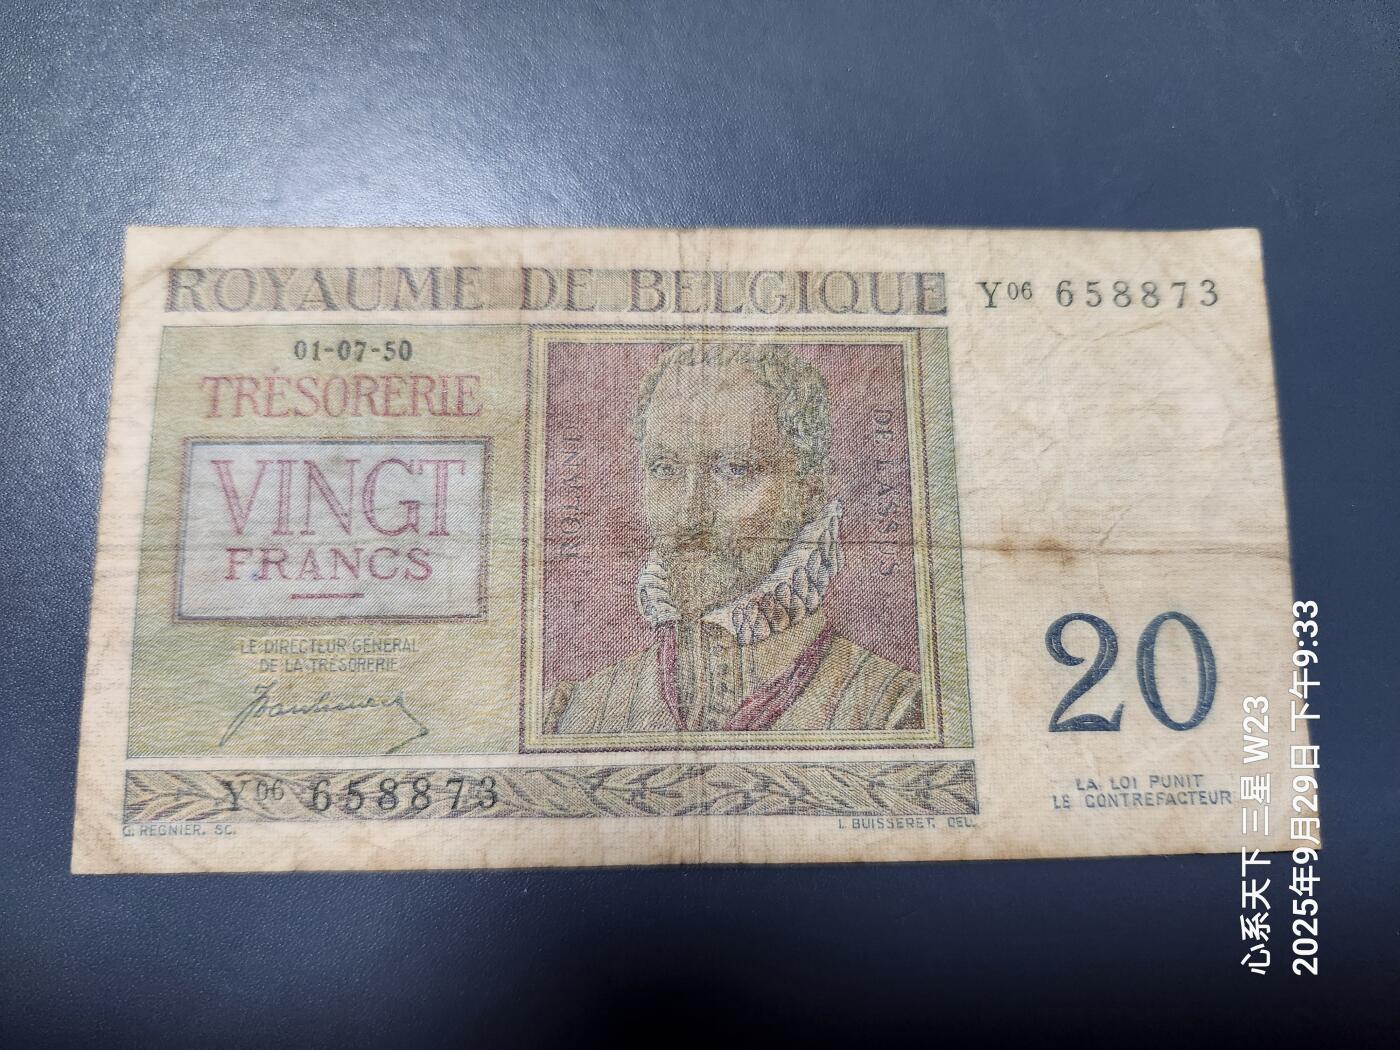 ROYAUME DE BELGIQUE
Y06 658873
01-07-50
TRÉSORERIE
VINGT
FRANCS
LE DIRECTEUR GÉNÉRAL
DE LA TRÉSORERIE
ROLAND
DE LASSUS
20
Y06 658873
LA LOI PUNIT
LE CONTREFACTEUR
G. REGNIER. SC.
L. BUISSERET. DEL.
心系天下 三星 W23
2025年9月29日 下午9:33